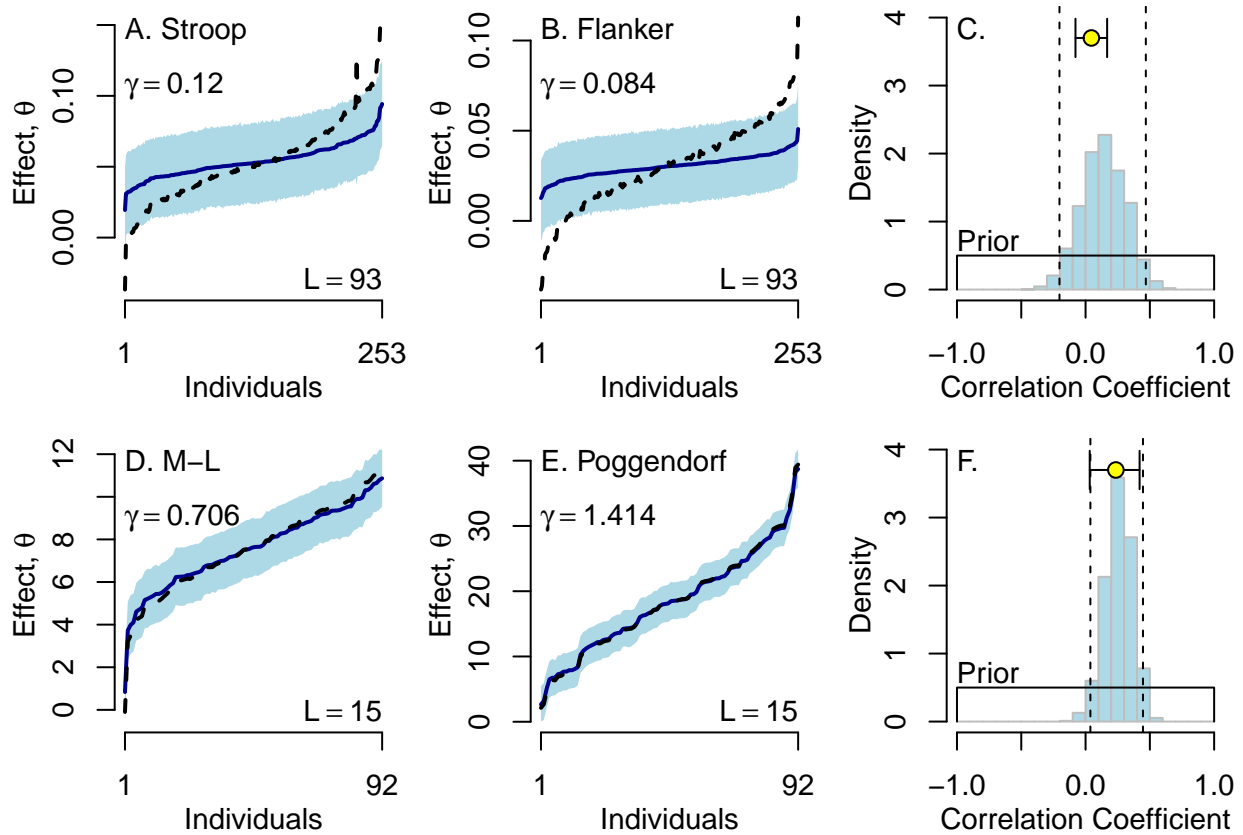 A. Stroop
γ = 0.12
L = 93
0.00
0.10
Effect, θ
1
253
Individuals
B. Flanker
γ = 0.084
L = 93
0.00
0.05
0.10
Effect, θ
1
253
Individuals
C.
Prior
0
1
2
3
4
Density
−1.0
0.0
1.0
Correlation Coefficient
D. M−L
γ = 0.706
L = 15
0
2
4
6
8
10
12
Effect, θ
1
92
Individuals
E. Poggendorf
γ = 1.414
L = 15
0
10
20
30
40
Effect, θ
1
92
Individuals
F.
Prior
0
1
2
3
4
Density
−1.0
0.0
1.0
Correlation Coefficient